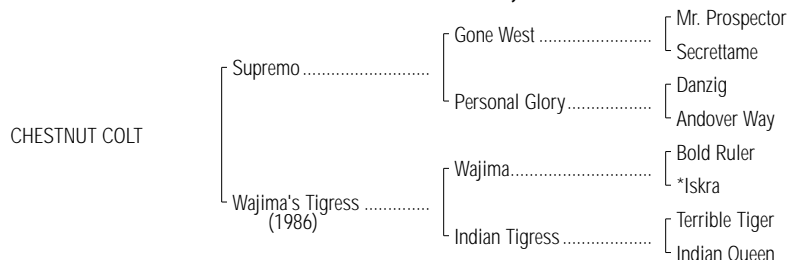 Mr. Prospector
Gone West ..........................
Secrettame
Supremo ..........................
Danzig
Personal Glory...................
Andover Way
CHESTNUT COLT
Bold Ruler
Wajima................................
*Iskra
Wajima's Tigress ..............
(1986)
Terrible Tiger
Indian Tigress ....................
Indian Queen